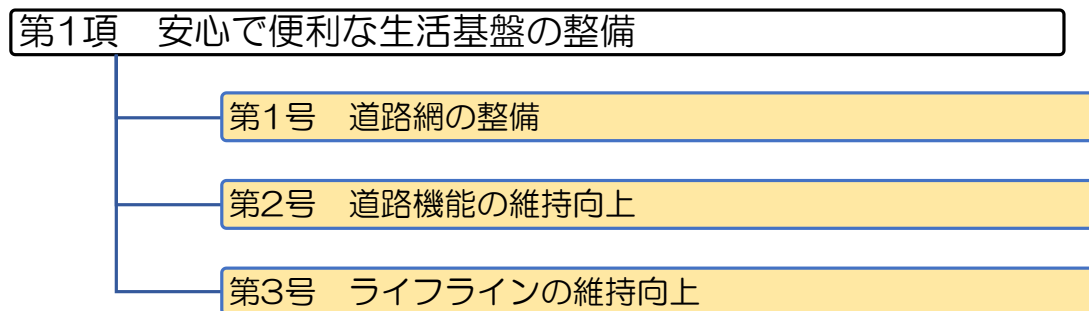 第1項　安心で便利な生活基盤の整備
第1号　道路網の整備
第2号　道路機能の維持向上
第3号　ライフラインの維持向上